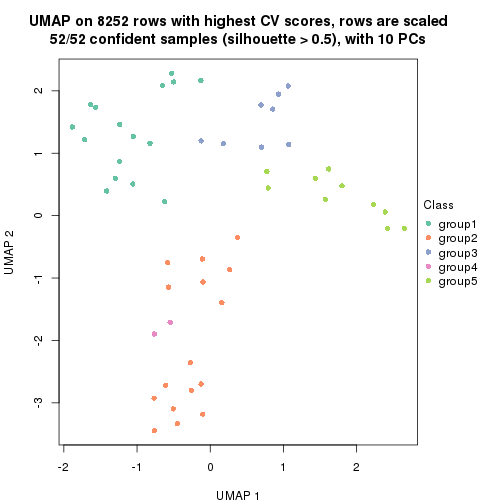 UMAP on 8252 rows with highest CV scores, rows are scaled
52/52 confident samples (silhouette > 0.5), with 10 PCs
2
1
0
-1
-2
-3
UMAP 2
-2
-1
0
1
2
UMAP 1
Class
group1
group2
group3
group4
group5